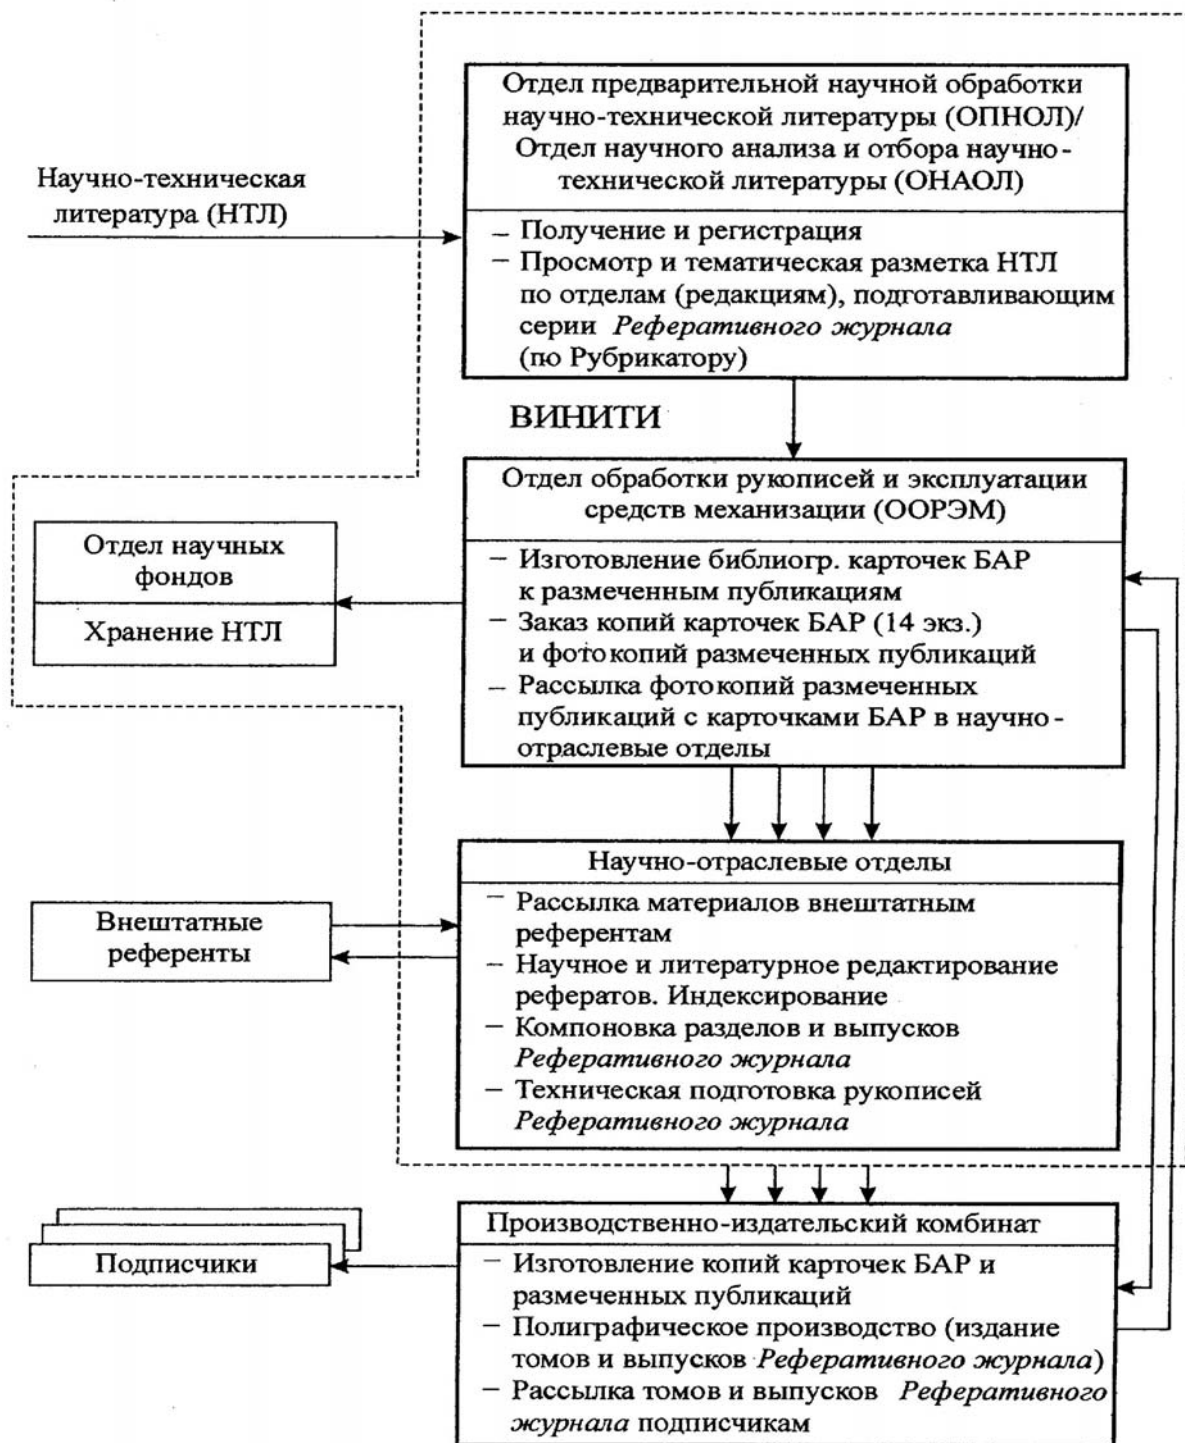 Отдел предварительной научной обработки
научно-технической литературы (ОПНОЛ)/
Отдел научного анализа и отбора научно-
технической литературы (ОНАОЛ)
Научно-техническая
литература (НТЛ)
– Получение и регистрация
– Просмотр и тематическая разметка НТЛ
по отделам (редакциям), подготавливающим
серии Реферативного журнала
(по Рубрикатору)
ВИНИТИ
Отдел обработки рукописей и эксплуатации
средств механизации (ООРЭМ)
– Изготовление библиогр. карточек БАР
к размеченным публикациям
– Заказ копий карточек БАР (14 экз.)
и фотокопий размеченных публикаций
– Рассылка фотокопий размеченных
публикаций с карточками БАР в научно-
отраслевые отделы
Отдел научных
фондов
Хранение НТЛ
Научно-отраслевые отделы
– Рассылка материалов внештатным
референтам
– Научное и литературное редактирование
рефератов. Индексирование
– Компоновка разделов и выпусков
Реферативного журнала
– Техническая подготовка рукописей
Реферативного журнала
Внештатные
референты
Производственно-издательский комбинат
– Изготовление копий карточек БАР и
размеченных публикаций
– Полиграфическое производство (издание
томов и выпусков Реферативного журнала)
– Рассылка томов и выпусков Реферативного
журнала подписчикам
Подписчики